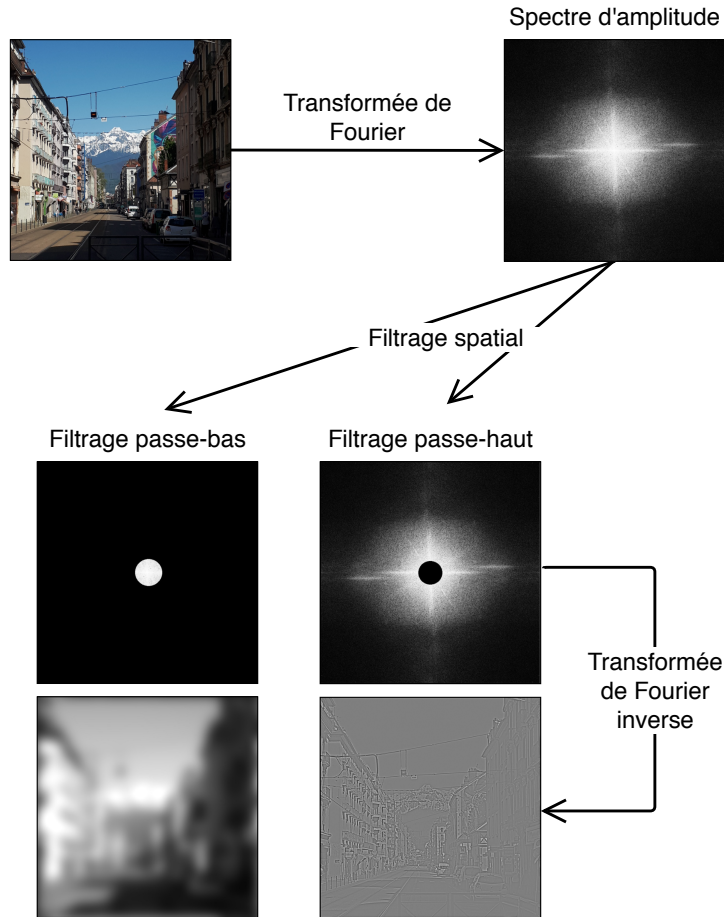 Spectre d'amplitude
Transformée de
Fourier
Filtrage spatial
Filtrage passe-bas
Filtrage passe-haut
Transformée
de Fourier
inverse